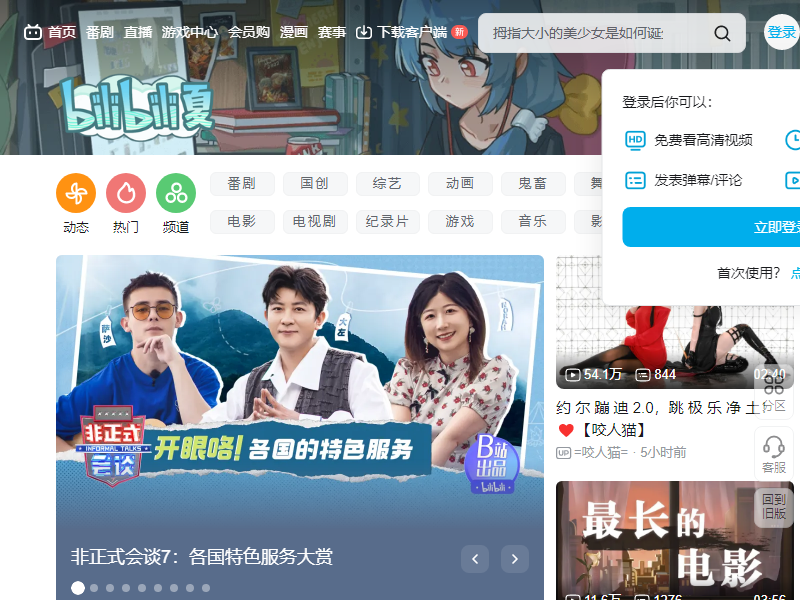 首页 番剧 直播 游戏中心 会员购 漫画 赛事 下载客户端 新
拇指大小的美少女是如何诞
登录
bilibili夏
登录后你可以：
HD 免费看高清视频
发表弹幕/评论
立即登录
首次使用？ 点
动态 热门 频道
番剧 国创 综艺 动画 鬼畜 舞
电影 电视剧 纪录片 游戏 音乐 影
萨沙
大左
非正式会谈
INFORMAL TALKS
开眼咯！各国的特色服务
B站出品
bilibili
非正式会谈7：各国特色服务大赏
54.1万 844 02:40
约尔蹦迪2.0，跳极乐净土
【咬人猫】
UP =咬人猫= · 5小时前
分区
客服
回到
旧版
最长的
电影
11.6万 1276 03:56